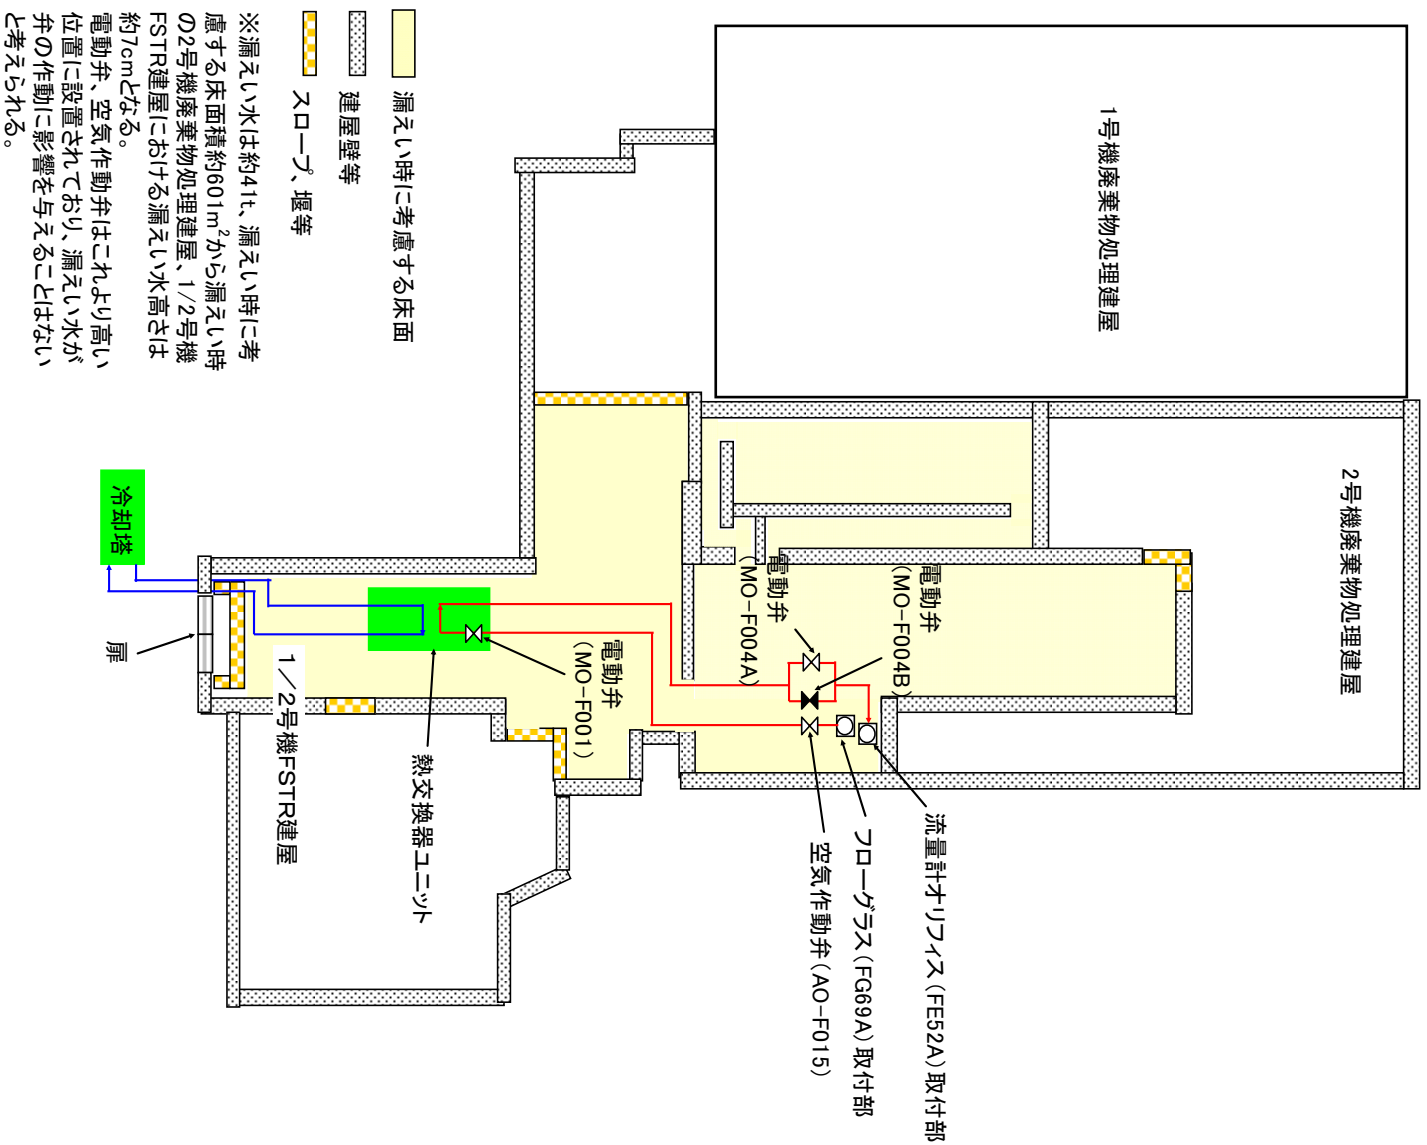 1号機廃棄物処理建屋
2号機廃棄物処理建屋
電動弁
(MO-F004B)
電動弁
(MO-F004A)
電動弁
(MO-F001)
流量計オリフィス(FE52A)取付部
フローグラス(FG69A)取付部
空気作動弁(AO-F015)
熱交換器ユニット
1/2号機FSTR建屋
冷却塔
扉
漏えい時に考慮する床面
建屋壁等
スロープ、堰等
※漏えい水は約41t、漏えい時に考
慮する床面積約601m²から漏えい時
の2号機廃棄物処理建屋、1/2号機
FSTR建屋における漏えい水高さは
約7cmとなる。
電動弁、空気作動弁はこれより高い
位置に設置されており、漏えい水が
弁の作動に影響を与えることはない
と考えられる。